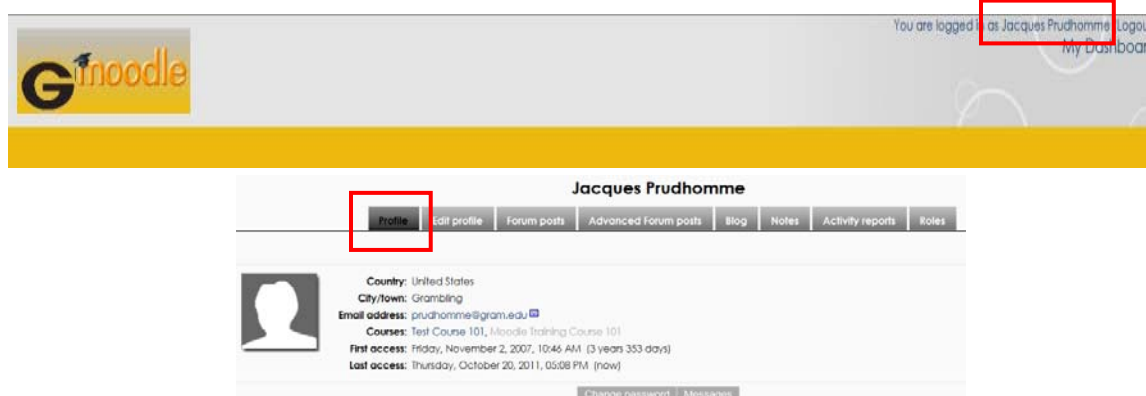 You are logged in as Jacques Prudhomme Logou
My Dashboar
Gmoodle
Jacques Prudhomme
Profile Edit profile Forum posts Advanced Forum posts Blog Notes Activity reports Roles
Country: United States
City/town: Grambling
Email address: prudhomme@gram.edu
Courses: Test Course 101, Moodle Training Course 101
First access: Friday, November 2, 2007, 10:46 AM (3 years 353 days)
Last access: Thursday, October 20, 2011, 05:08 PM (now)
Change password Messages